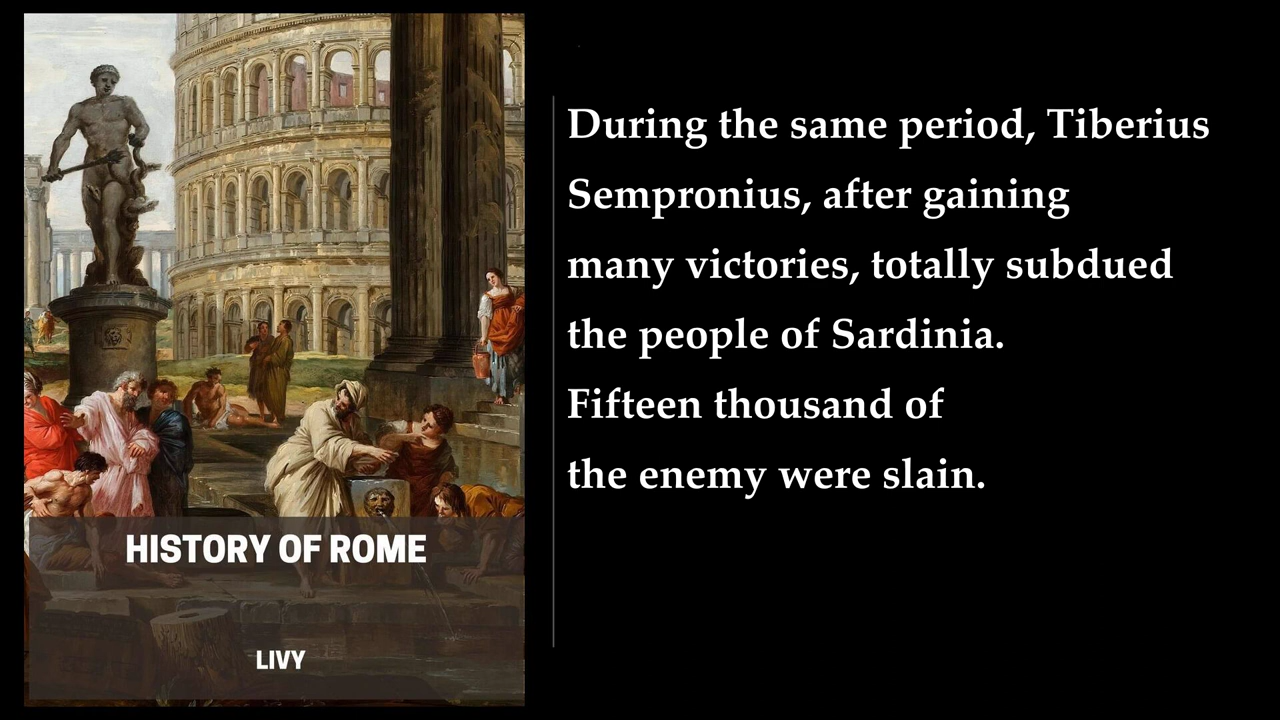 HISTORY OF ROME
LIVY
During the same period, Tiberius
Sempronius, after gaining
many victories, totally subdued
the people of Sardinia.
Fifteen thousand of
the enemy were slain.